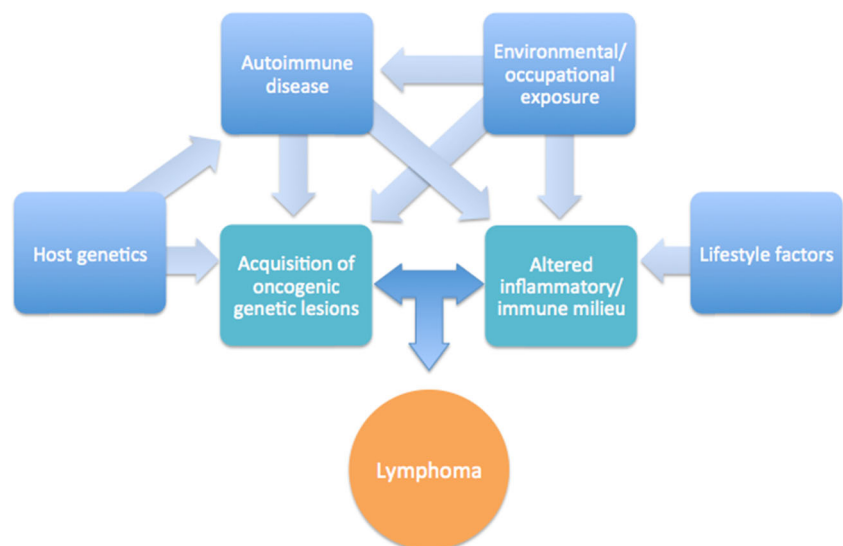 Autoimmune
disease
Environmental/
occupational
exposure
Host genetics
Acquisition of
oncogenic
genetic lesions
Altered
inflammatory/
immune milieu
Lifestyle factors
Lymphoma